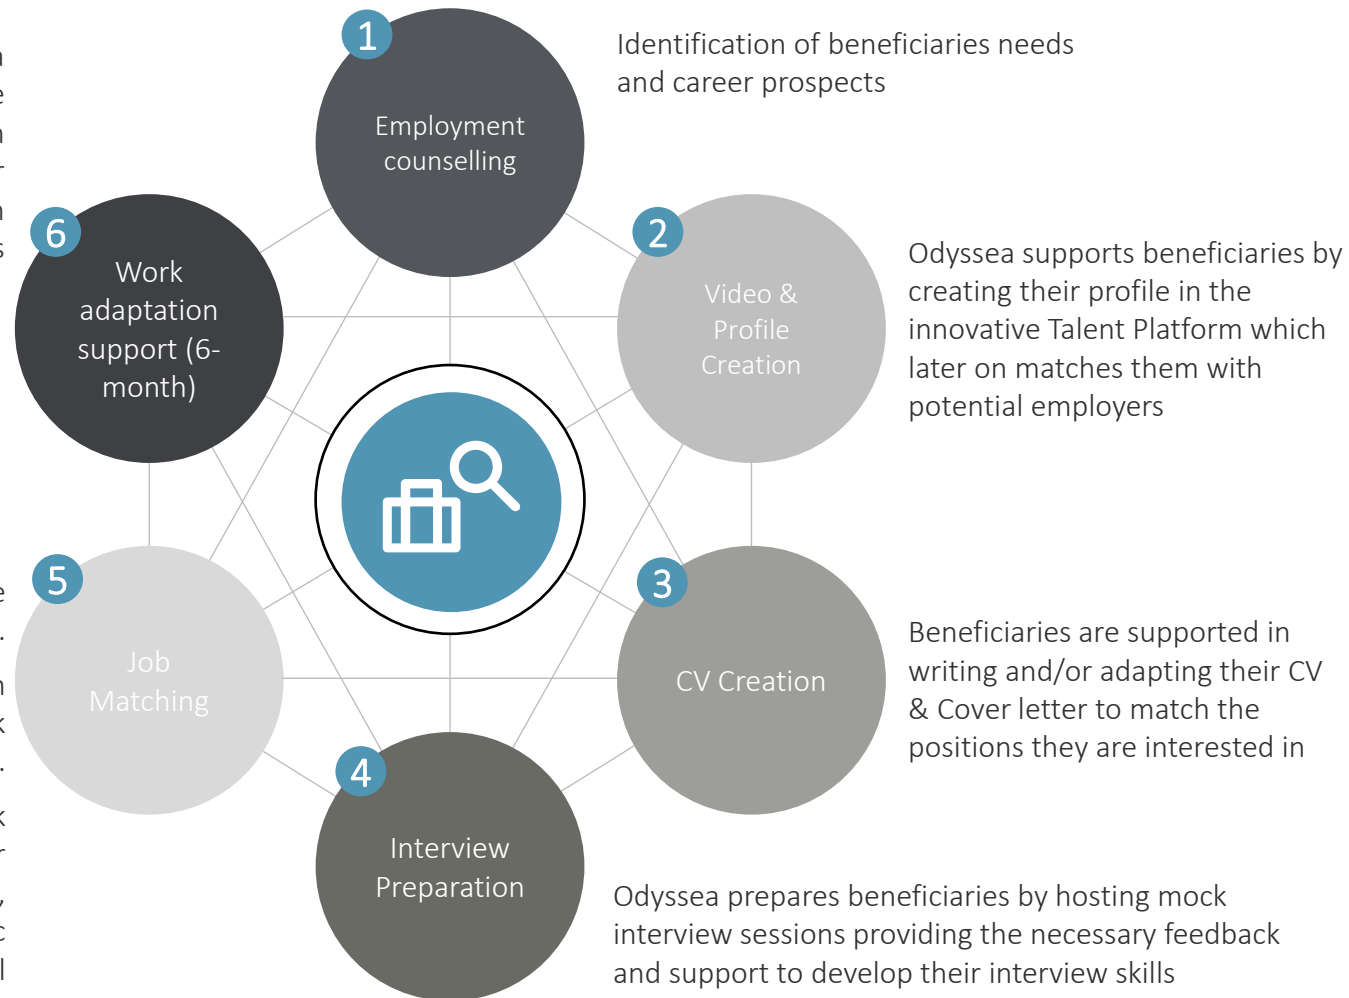 1
Employment
counselling
Identification of beneficiaries needs
and career prospects
2
Video &
Profile
Creation
Odyssea supports beneficiaries by
creating their profile in the
innovative Talent Platform which
later on matches them with
potential employers
3
CV Creation
Beneficiaries are supported in
writing and/or adapting their CV
& Cover letter to match the
positions they are interested in
4
Interview
Preparation
Odyssea prepares beneficiaries by hosting mock
interview sessions providing the necessary feedback
and support to develop their interview skills
5
Job
Matching
6
Work
adaptation
support (6-
month)